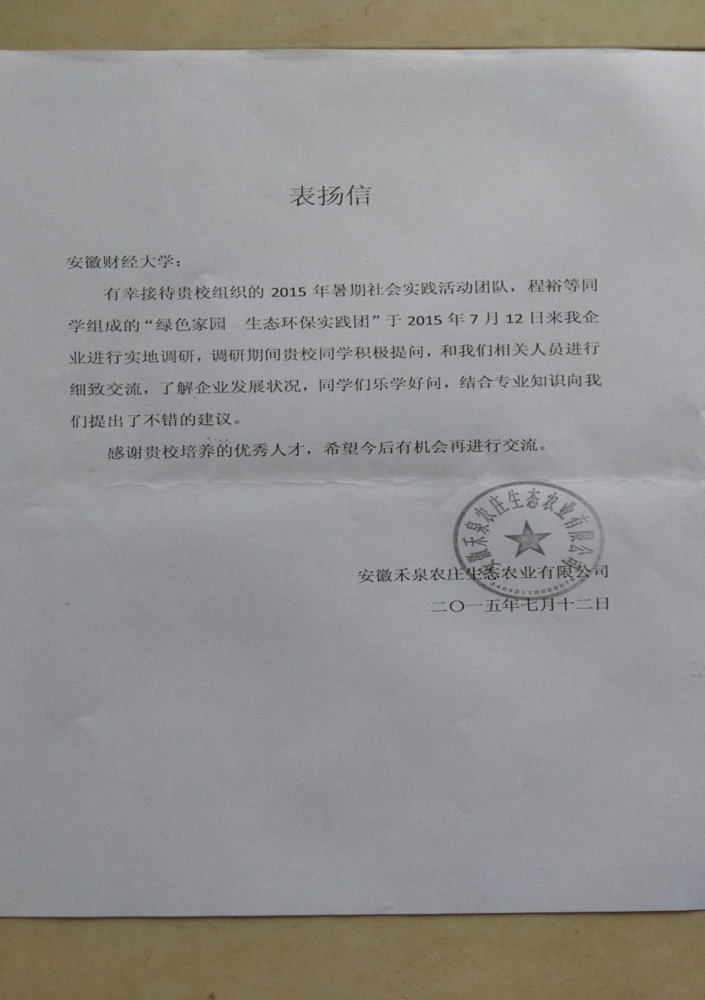 表扬信
安徽财经大学：
有幸接待贵校组织的 2015 年暑期社会实践活动团队，程裕等同
学组成的“绿色家园　生态环保实践团”于 2015 年 7 月 12 日来我企
业进行实地调研，调研期间贵校同学积极提问，和我们相关人员进行
细致交流，了解企业发展状况，同学们乐学好问，结合专业知识向我
们提出了不错的建议。
感谢贵校培养的优秀人才，希望今后有机会再进行交流。
安徽禾泉农庄生态农业有限公司
安徽禾泉农庄生态农业有限公司
二〇一五年七月十二日